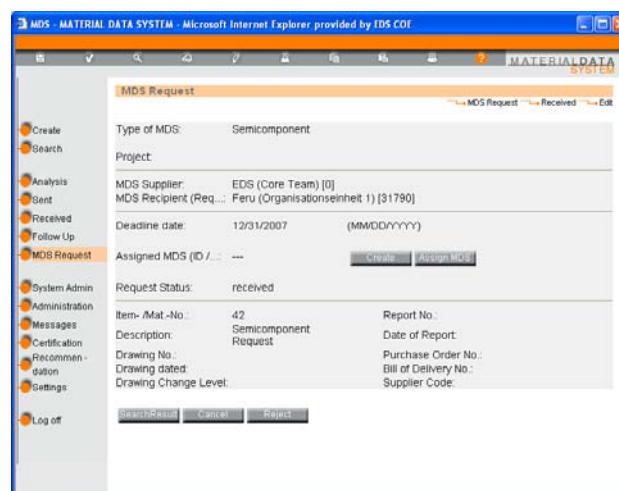 MDS - MATERIAL DATA SYSTEM - Microsoft Internet Explorer provided by EDS COE
MATERIALDATA
SYSTEM
MDS Request
MDS Request Received Edit
Create
Search
Analysis
Sent
Received
Follow Up
MDS Request
System Admin
Administration
Messages
Certification
Recommen-
dation
Settings
Log off
Type of MDS: Semicomponent
Project:
MDS Supplier: EDS (Core Team) [0]
MDS Recipient (Req...: Feru (Organisationseinheit 1) [31790]
Deadline date: 12/31/2007 (MM/DD/YYYY)
Assigned MDS (ID /...: --- Create Assign MDS
Request Status: received
Item- /Mat.-No.: 42 Report No.:
Description: Semicomponent Request Date of Report:
Drawing No.: Purchase Order No.:
Drawing dated: Bill of Delivery No.:
Drawing Change Level: Supplier Code:
SearchResult Cancel Reject